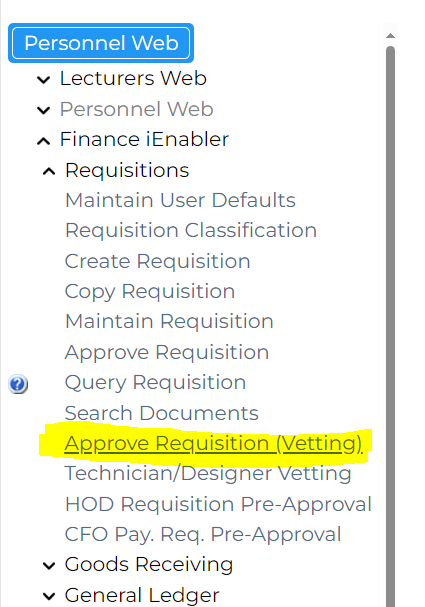 Personnel Web
Lecturers Web
Personnel Web
Finance iEnabler
Requisitions
Maintain User Defaults
Requisition Classification
Create Requisition
Copy Requisition
Maintain Requisition
Approve Requisition
Query Requisition
Search Documents
Approve Requisition (Vetting)
Technician/Designer Vetting
HOD Requisition Pre-Approval
CFO Pay. Req. Pre-Approval
Goods Receiving
General Ledger